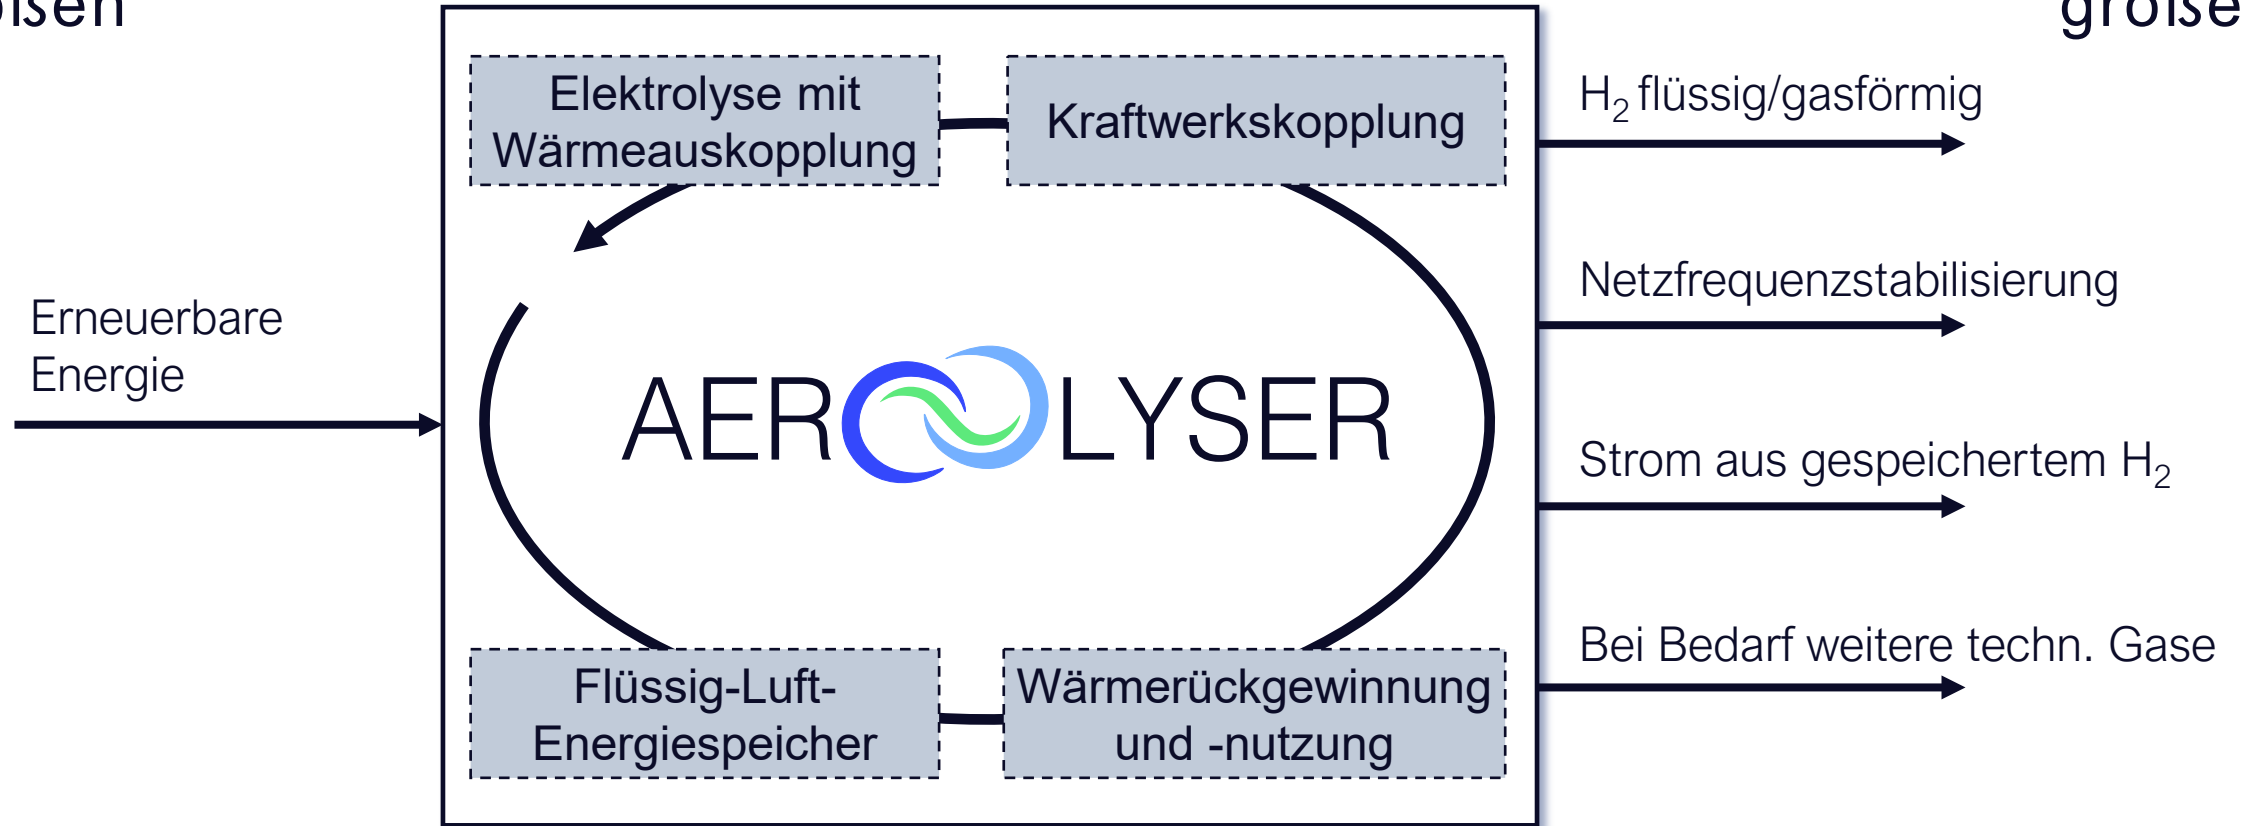 Elektrolyse mit
Wärmeauskopplung
Kraftwerkskopplung
H₂ flüssig/gasförmig
Netzfrequenzstabilisierung
Erneuerbare
Energie
AEROLYSER
Strom aus gespeichertem H₂
Bei Bedarf weitere techn. Gase
Flüssig-Luft-
Energiespeicher
Wärmerückgewinnung
und -nutzung